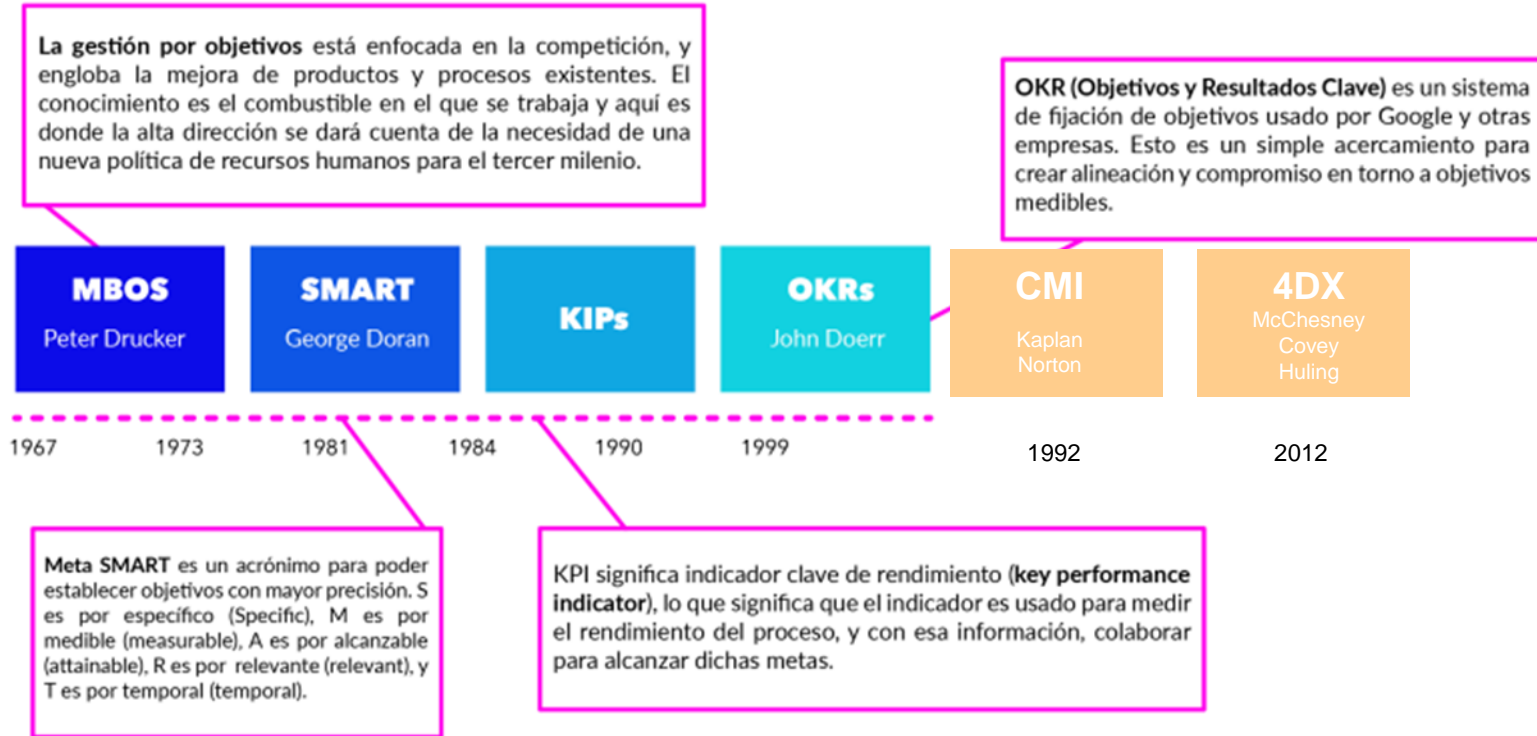 La gestión por objetivos está enfocada en la competición, y
engloba la mejora de productos y procesos existentes. El
conocimiento es el combustible en el que se trabaja y aquí es
donde la alta dirección se dará cuenta de la necesidad de una
nueva política de recursos humanos para el tercer milenio.
OKR (Objetivos y Resultados Clave) es un sistema
de fijación de objetivos usado por Google y otras
empresas. Esto es un simple acercamiento para
crear alineación y compromiso en torno a objetivos
medibles.
MBOS
Peter Drucker
SMART
George Doran
KIPs
OKRs
John Doerr
CMI
Kaplan
Norton
4DX
McChesney
Covey
Huling
1967
1973
1981
1984
1990
1999
1992
2012
Meta SMART es un acrónimo para poder
establecer objetivos con mayor precisión. S
es por específico (Specific), M es por
medible (measurable), A es por alcanzable
(attainable), R es por relevante (relevant), y
T es por temporal (temporal).
KPI significa indicador clave de rendimiento (key performance
indicator), lo que significa que el indicador es usado para medir
el rendimiento del proceso, y con esa información, colaborar
para alcanzar dichas metas.